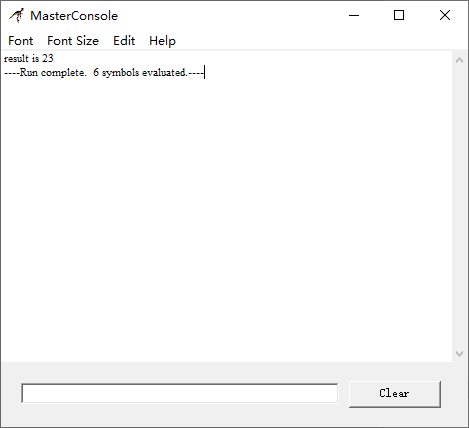 MasterConsole
Font Font Size Edit Help
result is 23
----Run complete.  6 symbols evaluated.----
Clear